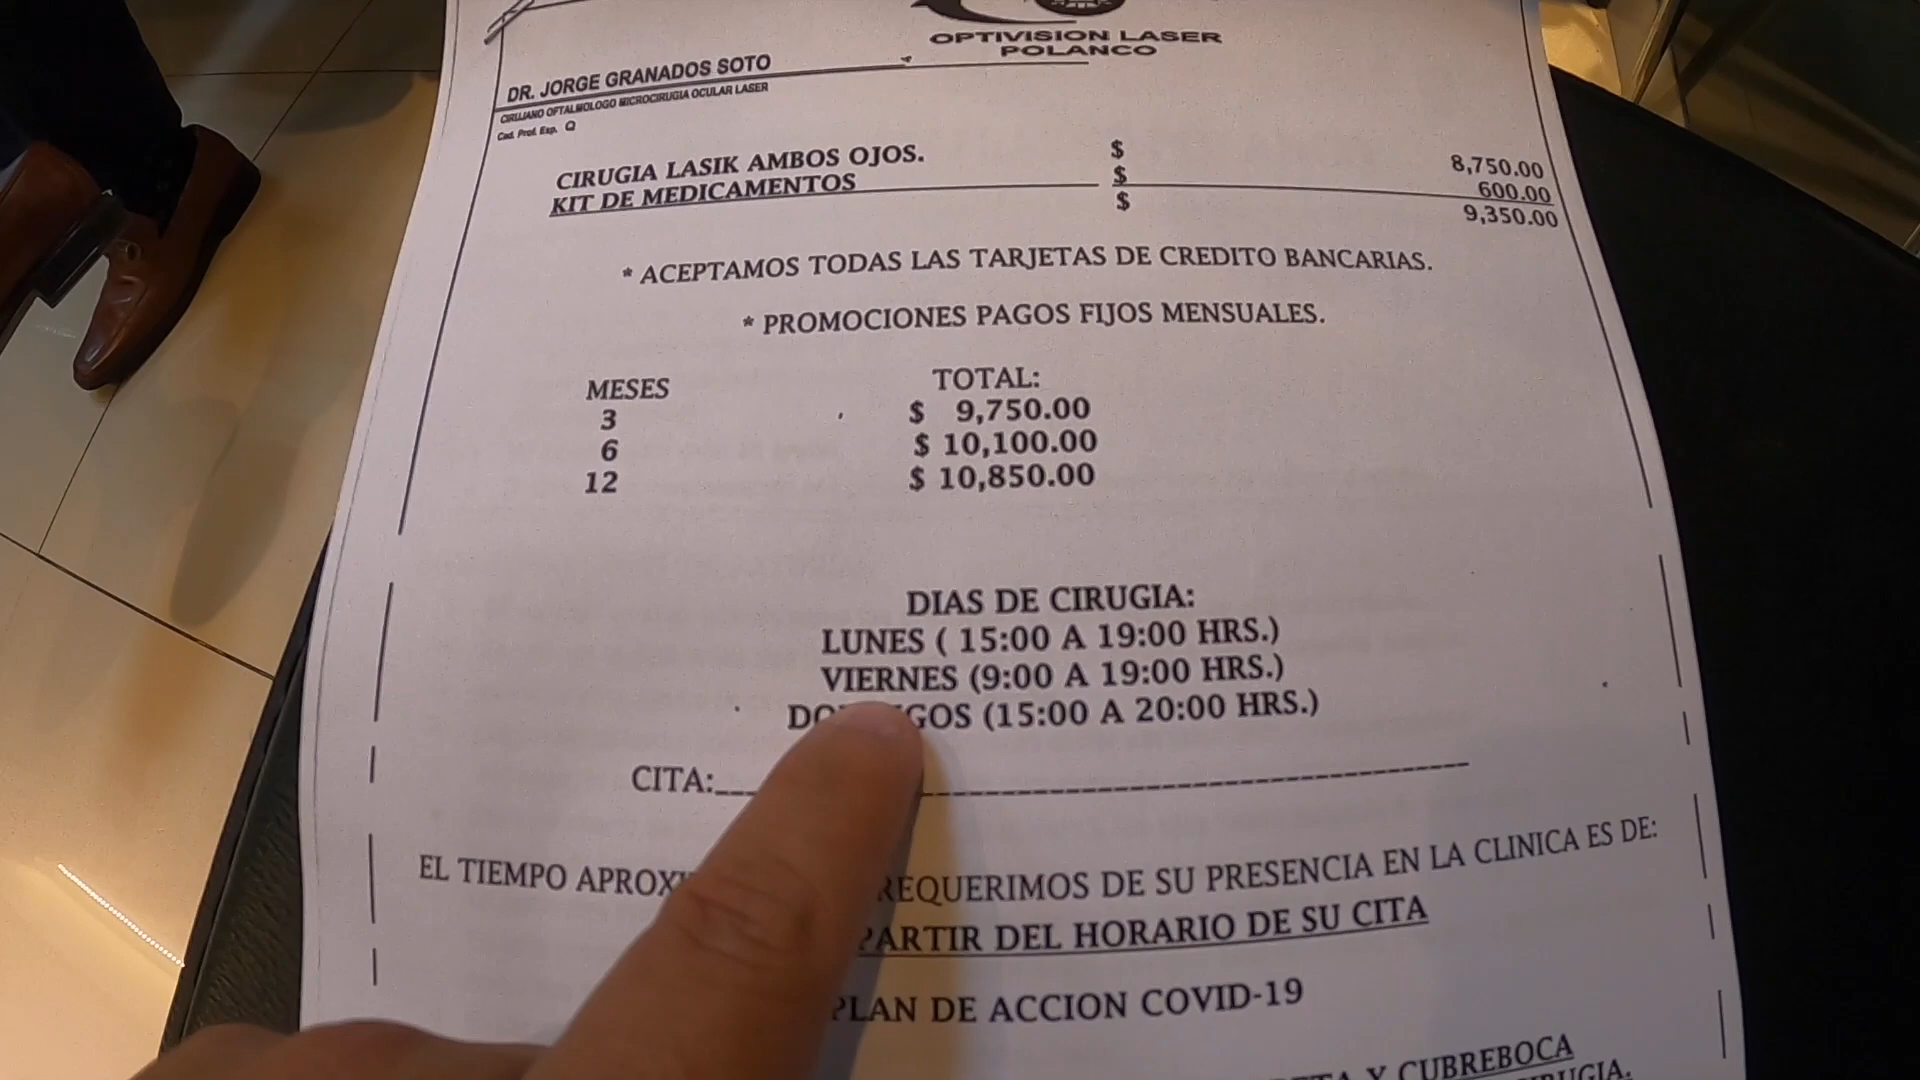 OPTIVISION LASER
POLANCO
DR. JORGE GRANADOS SOTO
CIRUJANO OFTALMOLOGO MICROCIRUGIA OCULAR LASER
Ced. Prof. Esp. Q
CIRUGIA LASIK AMBOS OJOS. $ 8,750.00
KIT DE MEDICAMENTOS $ 600.00
$ 9,350.00
* ACEPTAMOS TODAS LAS TARJETAS DE CREDITO BANCARIAS.
* PROMOCIONES PAGOS FIJOS MENSUALES.
MESES TOTAL:
3 $ 9,750.00
6 $ 10,100.00
12 $ 10,850.00
DIAS DE CIRUGIA:
LUNES ( 15:00 A 19:00 HRS.)
VIERNES (9:00 A 19:00 HRS.)
(15:00 A 20:00 HRS.)
CITA:
EL TIEMPO REQUERIMOS DE SU PRESENCIA EN LA CLINICA ES DE:
PARTIR DEL HORARIO DE SU CITA
PLAN DE ACCION COVID-19
Y CUBREBOCA